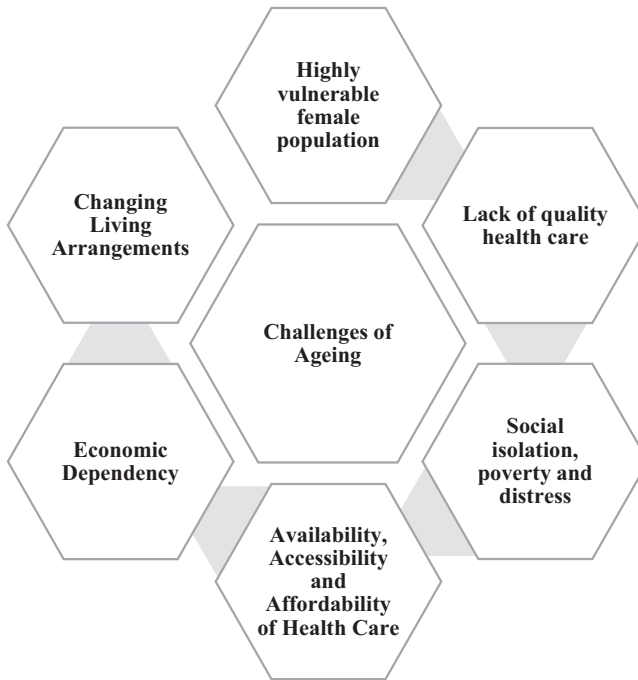 Highly
vulnerable
female
population
Lack of quality
health care
Social
isolation,
poverty and
distress
Availability,
Accessibility
and
Affordability
of Health Care
Economic
Dependency
Changing
Living
Arrangements
Challenges of
Ageing